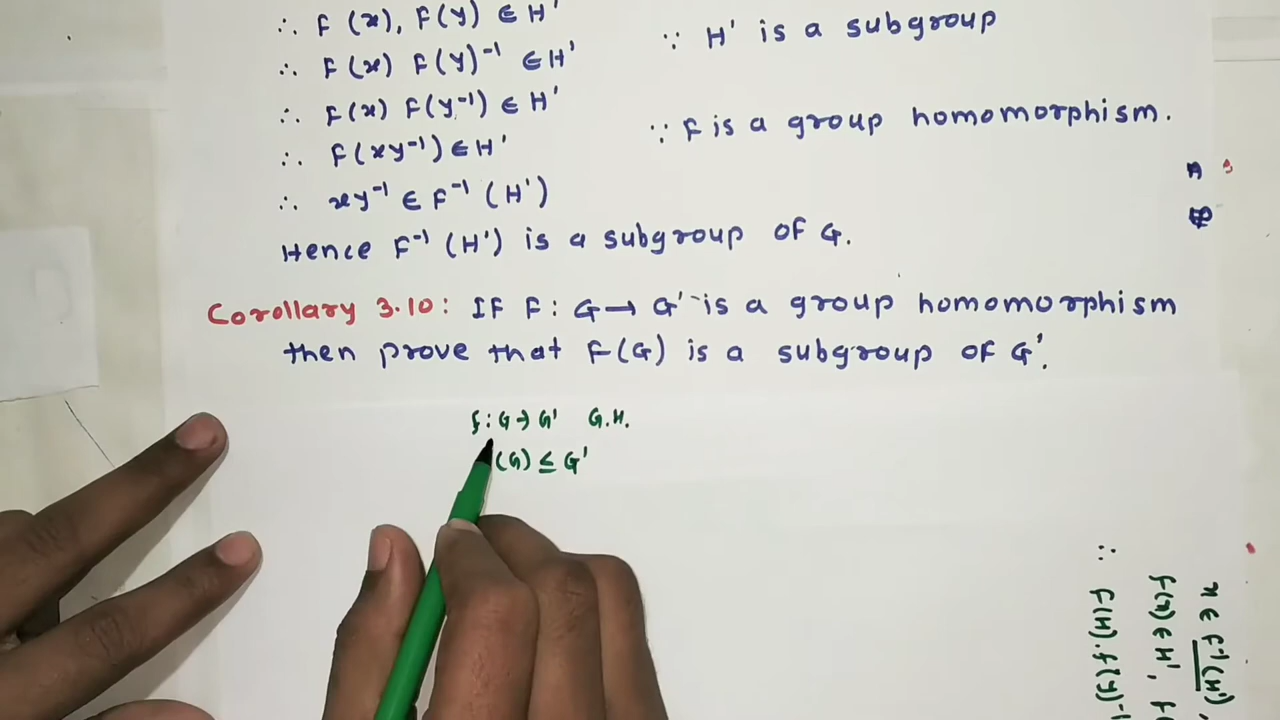 ∴ F(x), F(y) ∈ H'
∵ H' is a subgroup
∴ F(x) F(y)⁻¹ ∈ H'
∴ F(x) F(y⁻¹) ∈ H'
∵ F is a group homomorphism.
∴ F(xy⁻¹) ∈ H'
∴ xy⁻¹ ∈ F⁻¹(H')
Hence F⁻¹(H') is a subgroup of G.
Corollary 3.10: IF F: G → G' is a group homomorphism
then prove that F(G) is a subgroup of G'.
f: G → G' G.H.
(G) ≤ G'
x ∈ f⁻¹(H')
f(x) ∈ H',
∴ f(x).f(y)⁻¹